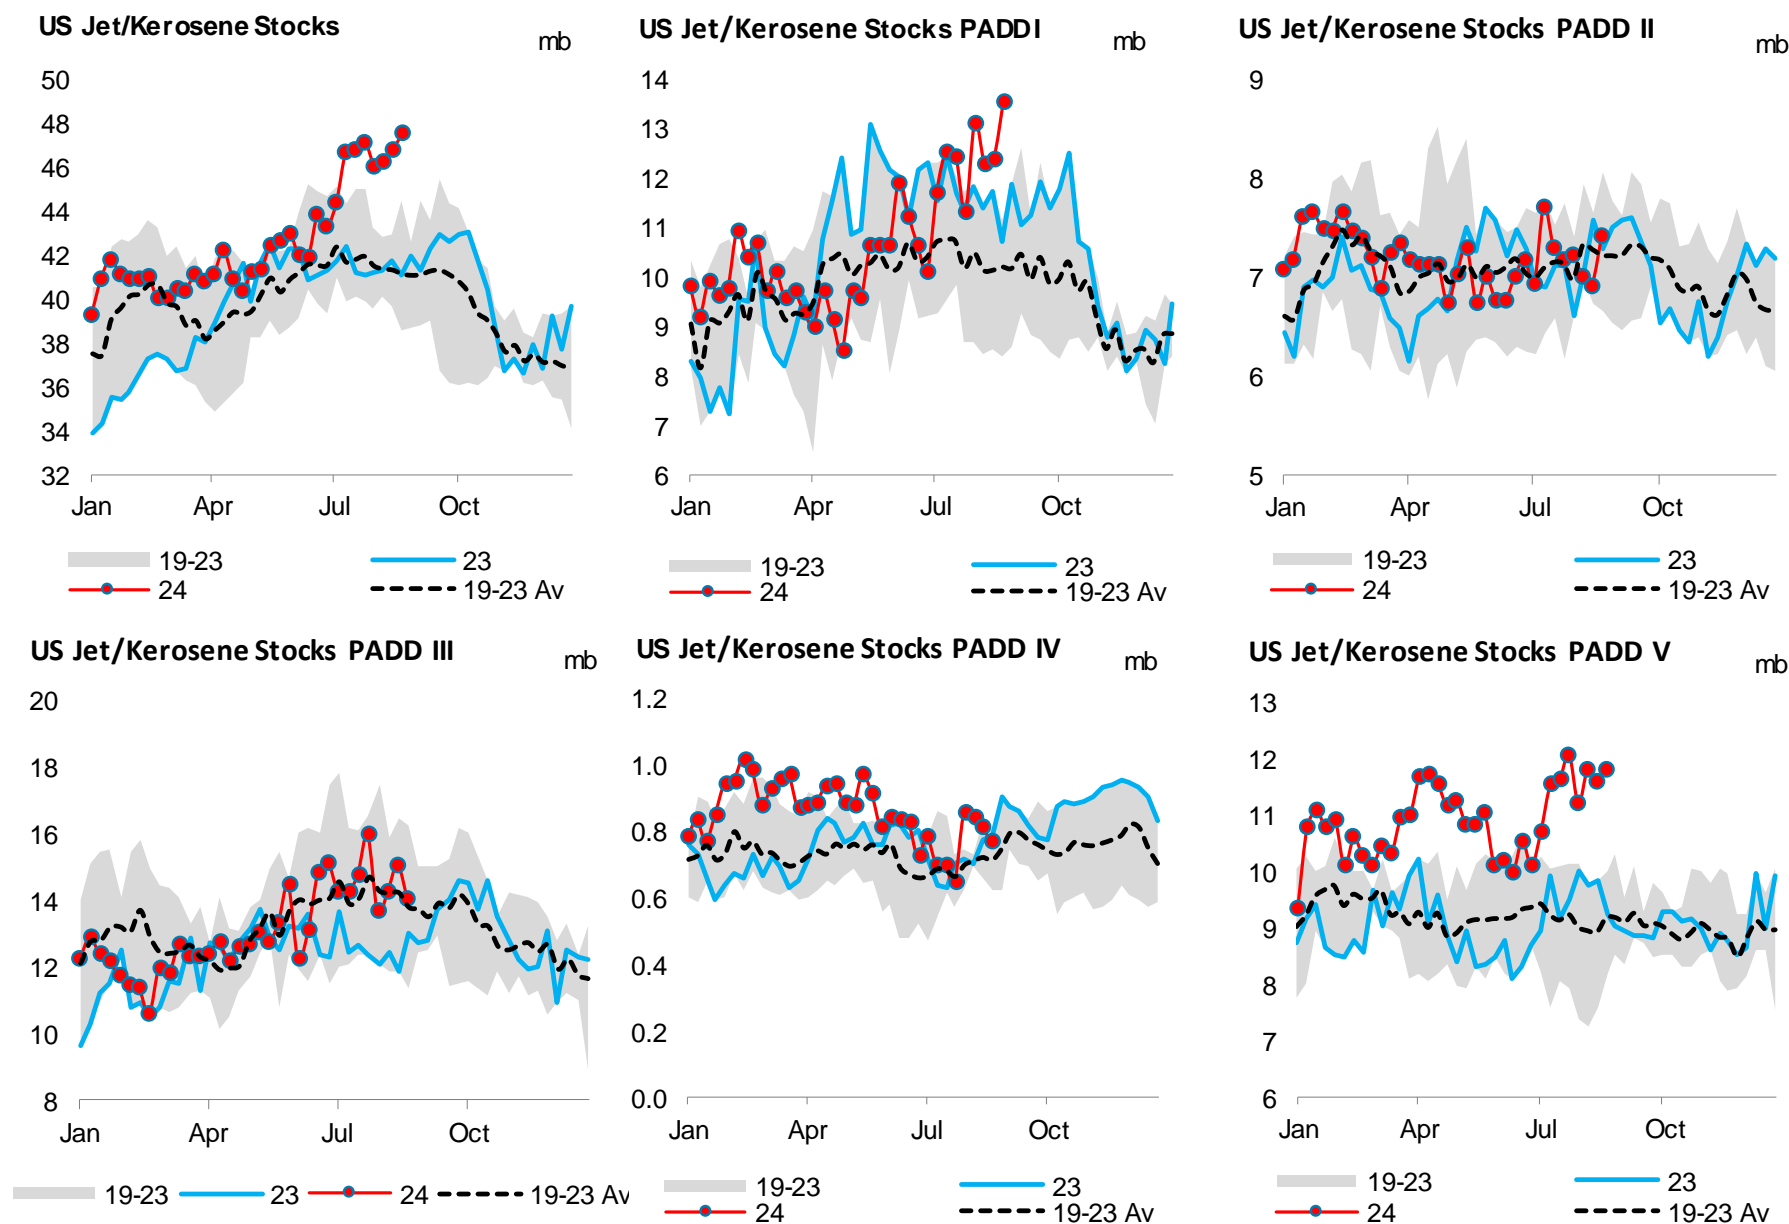 US Jet/Kerosene Stocks
mb
50
48
46
44
42
40
38
36
34
32
Jan Apr Jul Oct
19-23 23
24 19-23 Av
US Jet/Kerosene Stocks PADD I
mb
14
13
12
11
10
9
8
7
6
Jan Apr Jul Oct
19-23 23
24 19-23 Av
US Jet/Kerosene Stocks PADD II
mb
9
8
7
6
5
Jan Apr Jul Oct
19-23 23
24 19-23 Av
US Jet/Kerosene Stocks PADD III
mb
20
18
16
14
12
10
8
Jan Apr Jul Oct
19-23 23 24 19-23 Av
US Jet/Kerosene Stocks PADD IV
mb
1.2
1.0
0.8
0.6
0.4
0.2
0.0
Jan Apr Jul Oct
19-23 23
24 19-23 Av
US Jet/Kerosene Stocks PADD V
mb
13
12
11
10
9
8
7
6
Jan Apr Jul Oct
19-23 23
24 19-23 Av